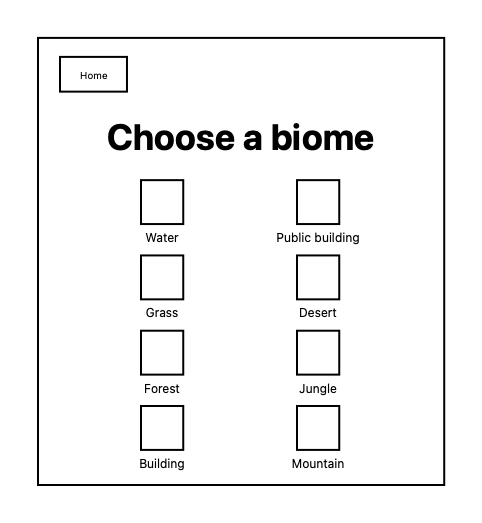 Home
Choose a biome
Water
Public building
Grass
Desert
Forest
Jungle
Building
Mountain